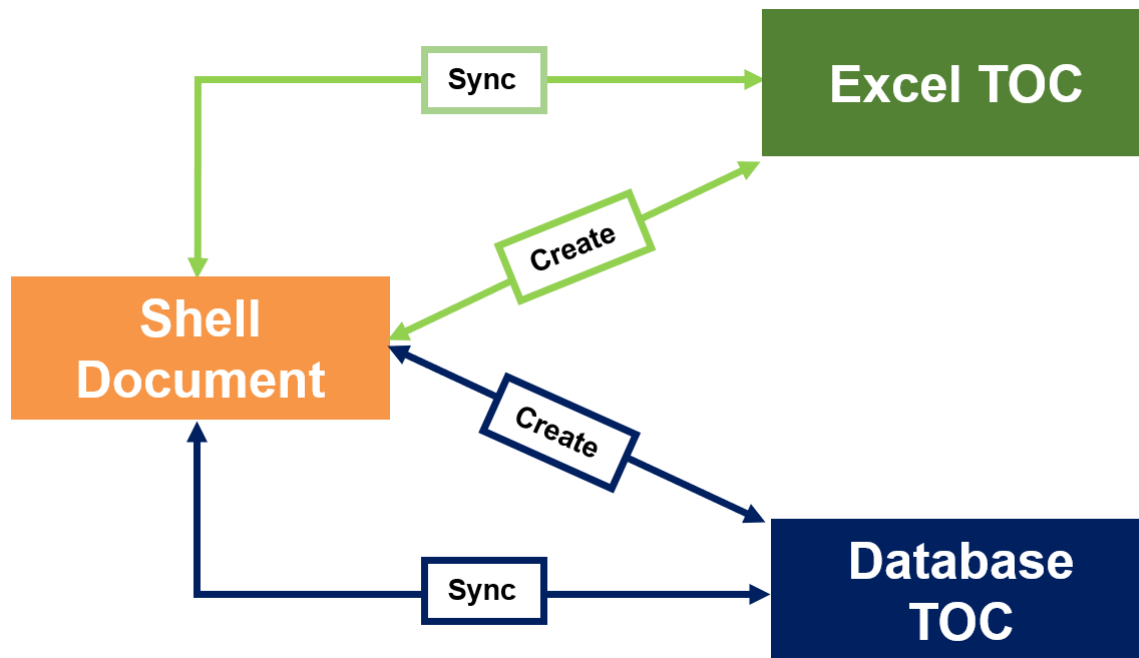 Sync
Excel TOC
Create
Shell
Document
Create
Sync
Database
TOC